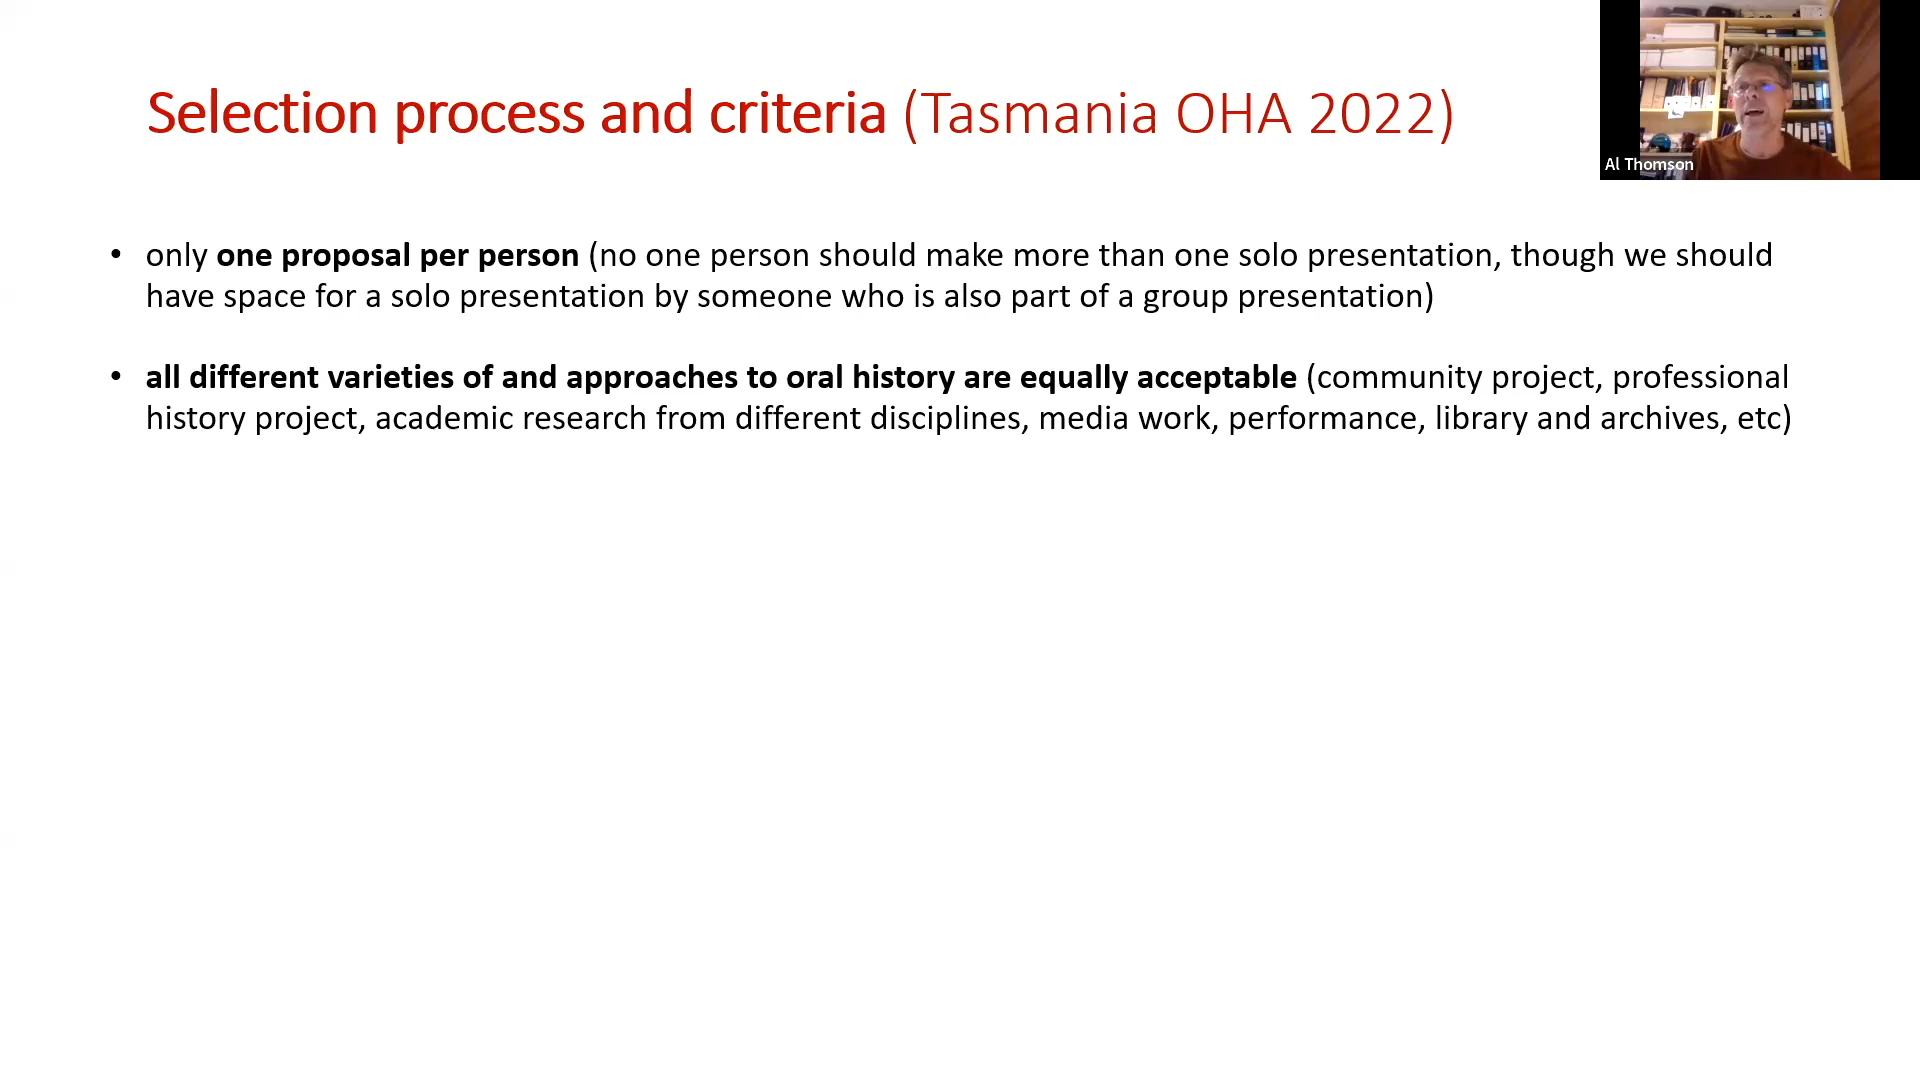 Selection process and criteria (Tasmania OHA 2022)
Al Thomson
• only one proposal per person (no one person should make more than one solo presentation, though we should
have space for a solo presentation by someone who is also part of a group presentation)
• all different varieties of and approaches to oral history are equally acceptable (community project, professional
history project, academic research from different disciplines, media work, performance, library and archives, etc)